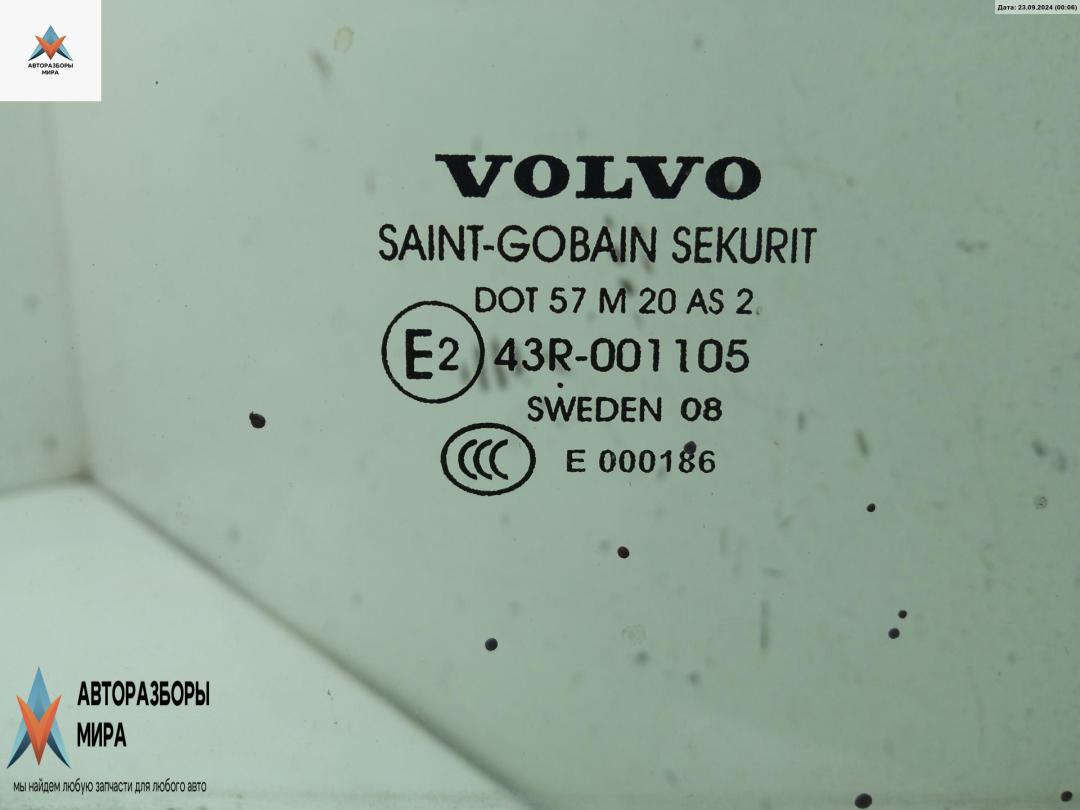 Дата: 23.09.2024 (00:06)
АВТОРАЗБОРЫ
МИРА
VOLVO
SAINT-GOBAIN SEKURIT
DOT 57 M 20 AS 2
E2 43R-001105
SWEDEN 08
CCC E 000186
АВТОРАЗБОРЫ
МИРА
мы найдем любую запчасти для любого авто